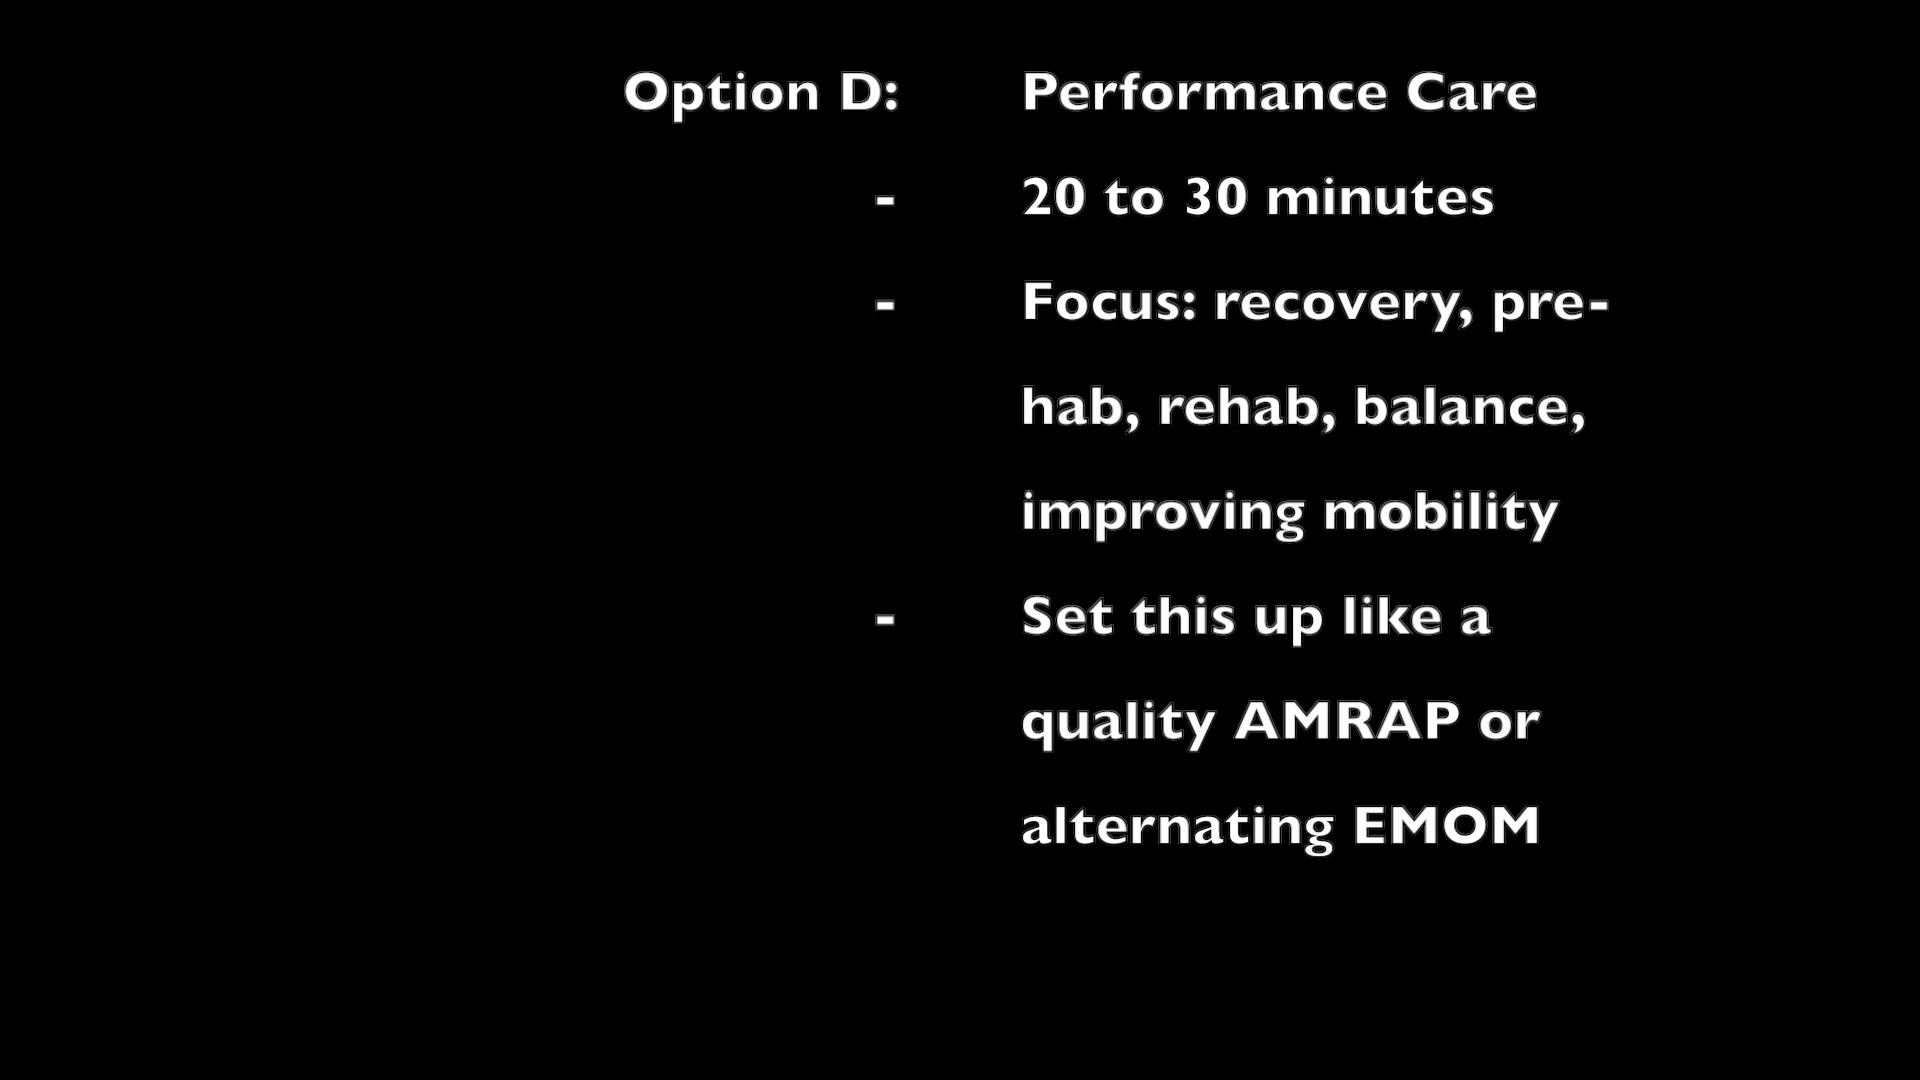 Option D: Performance Care
- 20 to 30 minutes
- Focus: recovery, pre-
hab, rehab, balance,
improving mobility
- Set this up like a
quality AMRAP or
alternating EMOM